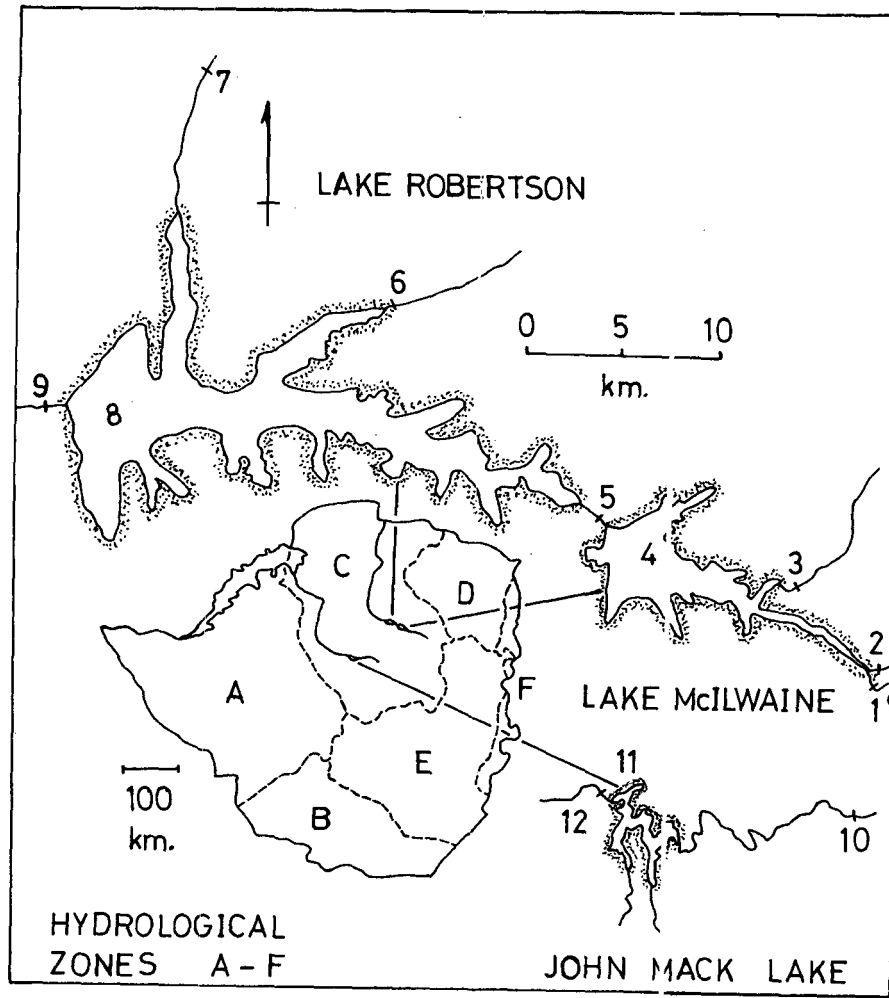 7
LAKE ROBERTSON
6
0 5 10
km.
9
8
5
4
3
C
D
2
A
F
LAKE McILWAINE
1
E
11
100
km.
B
12
10
HYDROLOGICAL
ZONES A - F
JOHN MACK LAKE